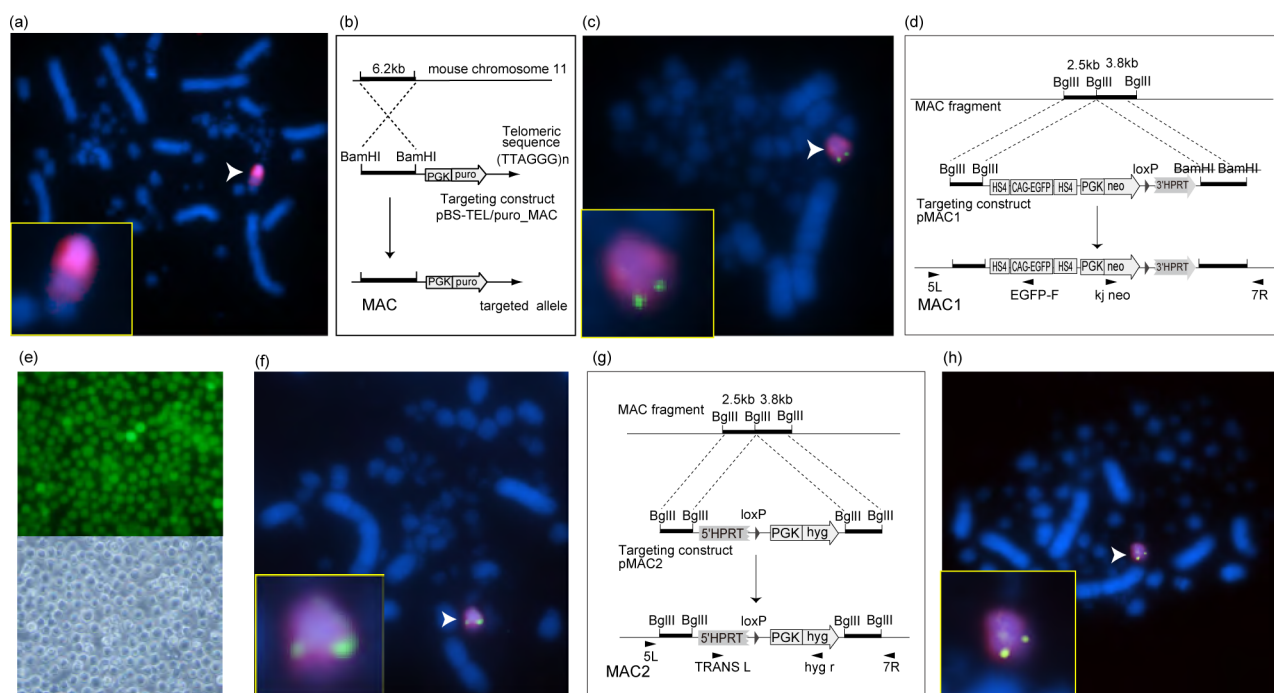 (a)
(b)
6.2kb
mouse chromosome 11
Telomeric
sequence
(TTAGGG)n
BamHI
BamHI
PGK puro
Targeting construct
pBS-TEL/puro_MAC
PGK puro
MAC
targeted allele
(c)
(d)
2.5kb 3.8kb
BglII BglII BglII
MAC fragment
loxP
BglII BglII
BamHI BamHI
HS4 CAG-EGFP HS4 PGK neo 3'HPRT
Targeting construct
pMAC1
HS4 CAG-EGFP HS4 PGK neo 3'HPRT
5L
EGFP-F
kj neo
7R
MAC1
(e)
(f)
(g)
2.5kb 3.8kb
MAC fragment
BglII BglII BglII
BglII BglII loxP BglII BglII
5'HPRT PGK hyg
Targeting construct
pMAC2
BglII BglII loxP BglII BglII
5'HPRT PGK hyg
5L
TRANS L
hyg r
7R
MAC2
(h)